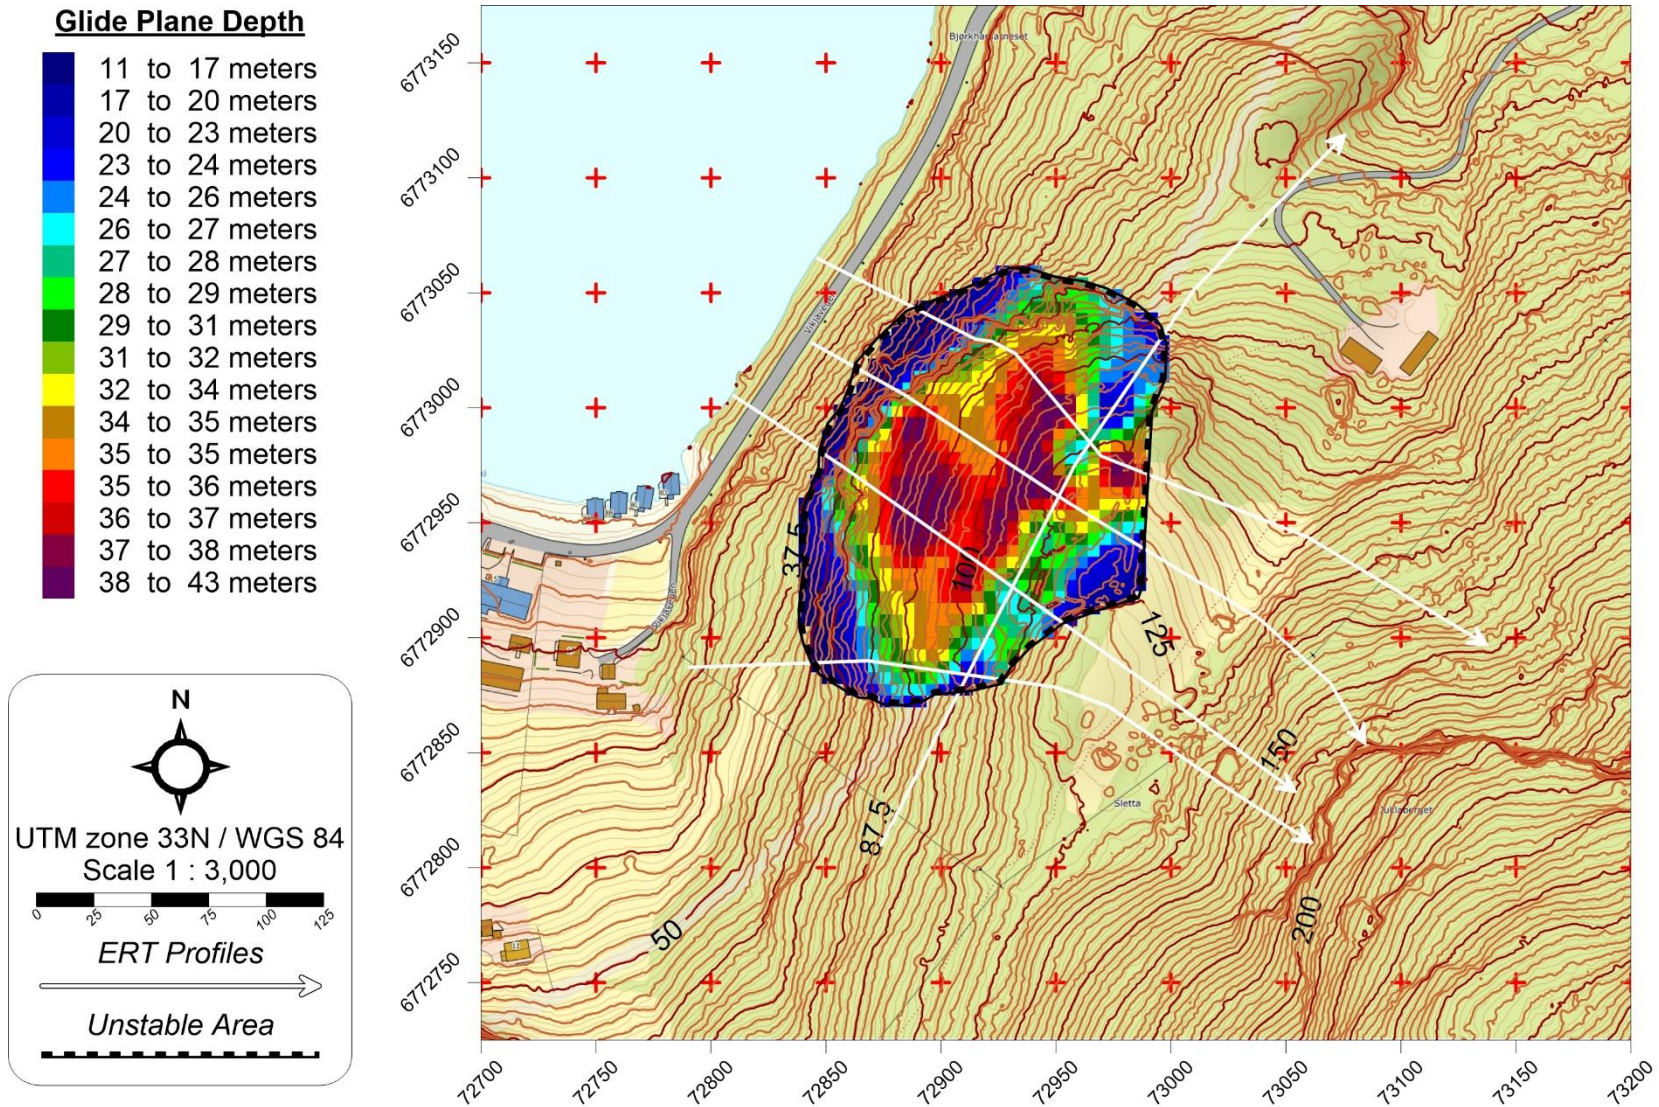 Glide Plane Depth
11 to 17 meters
17 to 20 meters
20 to 23 meters
23 to 24 meters
24 to 26 meters
26 to 27 meters
27 to 28 meters
28 to 29 meters
29 to 31 meters
31 to 32 meters
32 to 34 meters
34 to 35 meters
35 to 35 meters
35 to 36 meters
36 to 37 meters
37 to 38 meters
38 to 43 meters
N
UTM zone 33N / WGS 84
Scale 1 : 3,000
0 25 50 75 100 125
ERT Profiles
Unstable Area
6773150
6773100
6773050
6773000
6772950
6772900
6772850
6772800
6772750
37.5
100
125
150
87.5
Sletta
200
50
72700 72750 72800 72850 72900 72950 73000 73050 73100 73150 73200